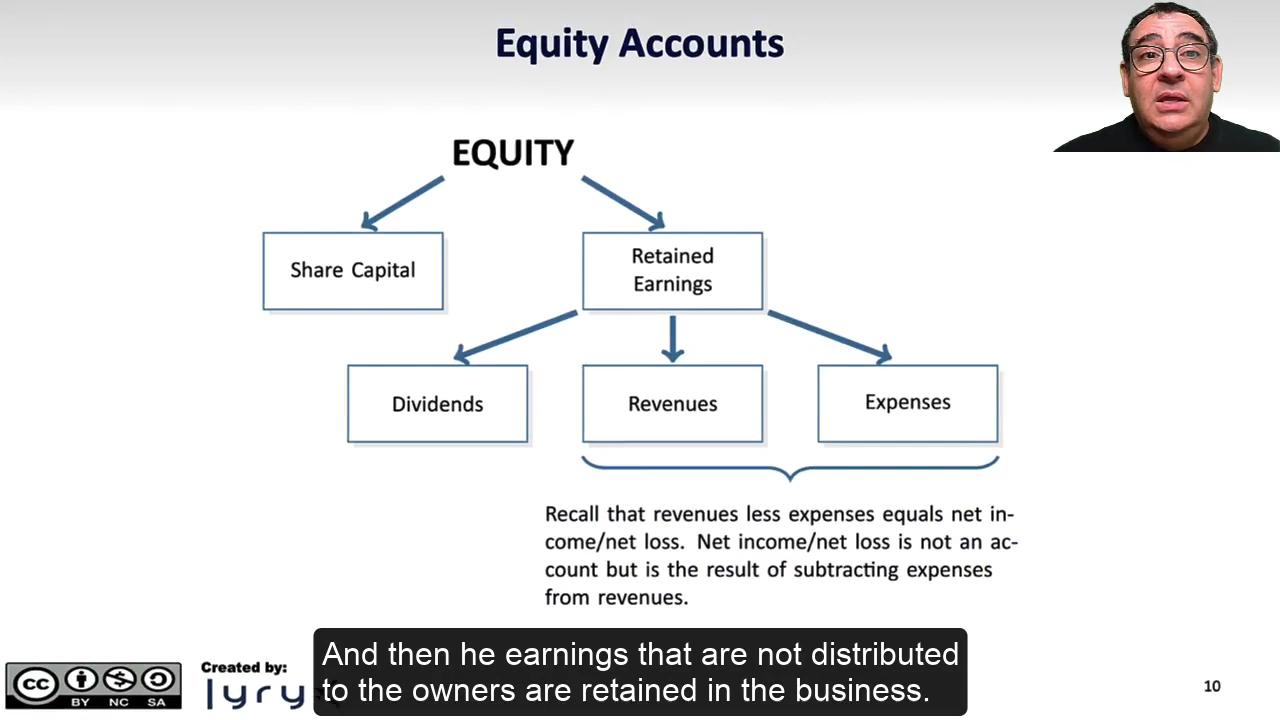 Equity Accounts
EQUITY
Share Capital
Retained
Earnings
Dividends
Revenues
Expenses
Recall that revenues less expenses equals net in-
come/net loss. Net income/net loss is not an ac-
count but is the result of subtracting expenses
from revenues.
And then he earnings that are not distributed
to the owners are retained in the business.
Created by:
lyry
CC
BY NC SA
10